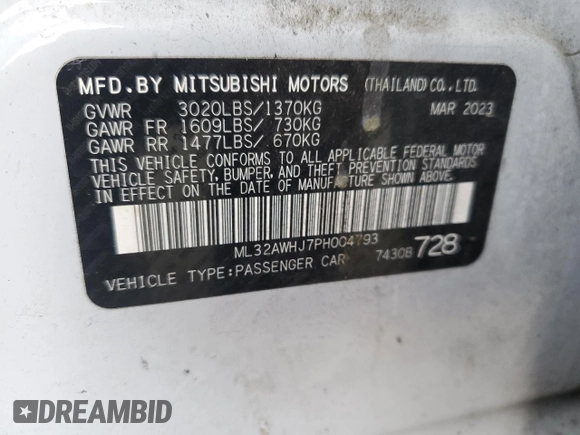 MFD.BY MITSUBISHI MOTORS (THAILAND)CO.,LTD.
GVWR 3020LBS/1370KG MAR 2023
GAWR FR 1609LBS/ 730KG
GAWR RR 1477LBS/ 670KG
THIS VEHICLE CONFORMS TO ALL APPLICABLE FEDERAL MOTOR
VEHICLE SAFETY, BUMPER, AND THEFT PREVENTION STANDARDS
IN EFFECT ON THE DATE OF MANUFACTURE SHOWN ABOVE.
ML32AWHJ7PH004793
VEHICLE TYPE:PASSENGER CAR 74308 728
DREAMBID